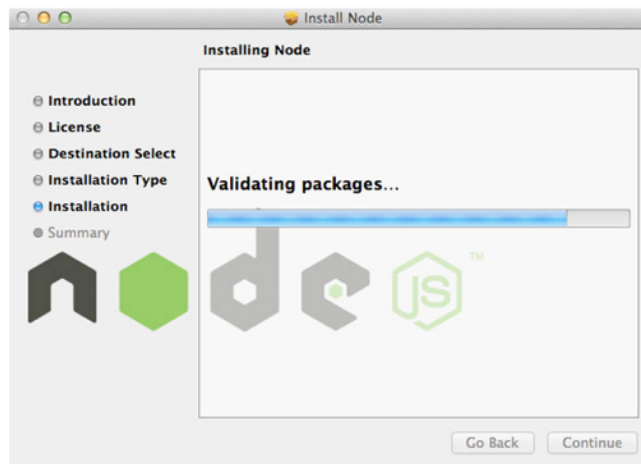 Install Node
Installing Node
Introduction
License
Destination Select
Installation Type
Installation
Summary
Validating packages...
node
JS
TM
Go Back
Continue